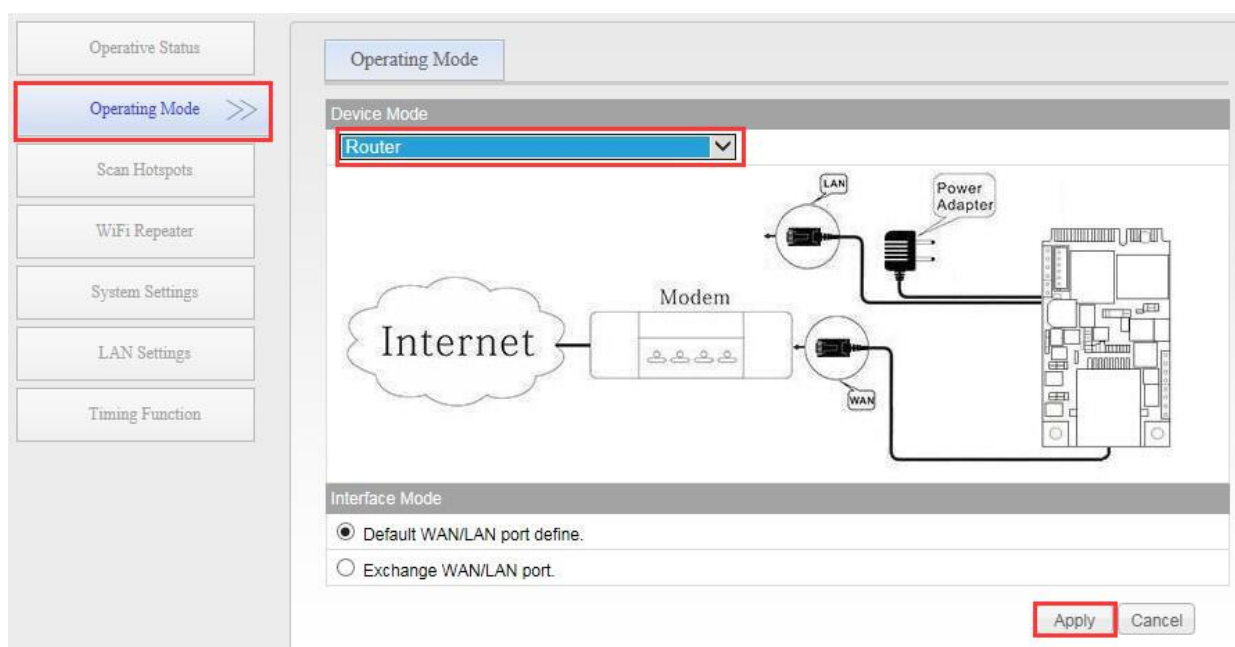 Operative Status
Operating Mode
Scan Hotspots
WiFi Repeater
System Settings
LAN Settings
Timing Function
Operating Mode
Device Mode
Router
LAN
Power
Adapter
Modem
Internet
WAN
Interface Mode
Default WAN/LAN port define.
Exchange WAN/LAN port.
Apply
Cancel